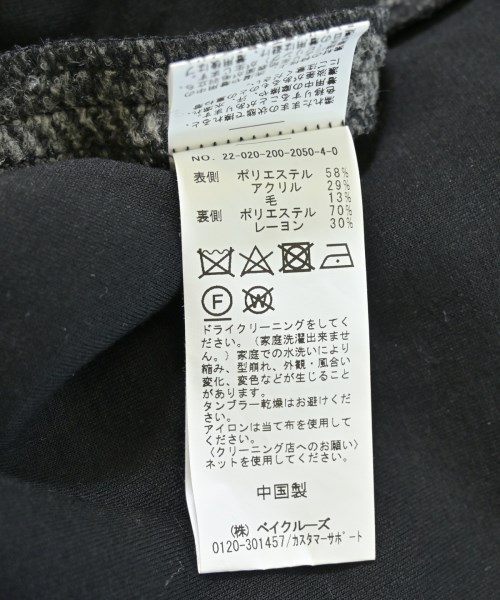 NO. 22-020-200-2050-4-0
表側 ポリエステル 58%
アクリル 29%
毛 13%
裏側 ポリエステル 70%
レーヨン 30%
F W
ドライクリーニングをしてく
ださい。（家庭洗濯出来ませ
ん。）家庭での水洗いにより
縮み、型崩れ、外観・風合い
変化、変色などが生じること
があります。
タンブラー乾燥はお避けくだ
さい。
アイロンは当て布を使用して
ください。
〈クリーニング店へのお願い〉
ネットを使用してください。
中国製
(株) ベイクルーズ
0120-301457/カスタマーサポート